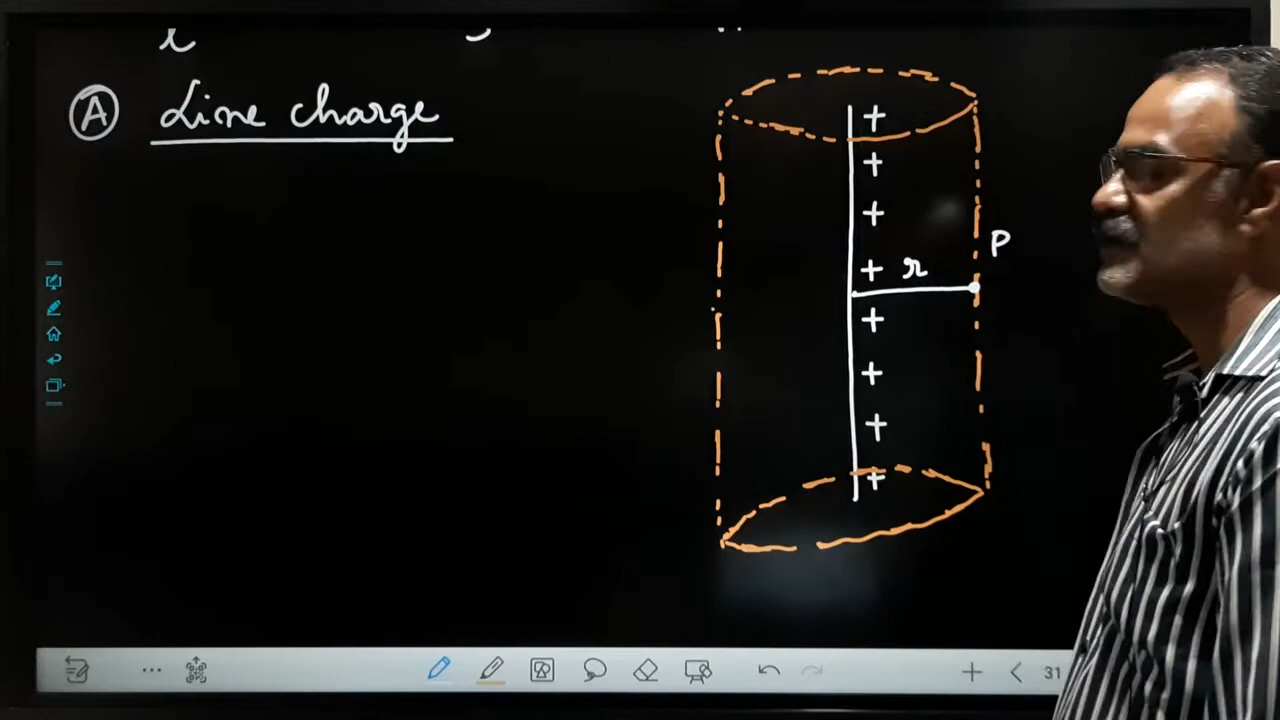 A Line charge
+
+
+
P
+ r
+
+
+
+
31